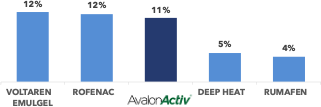 12%
12%
11%
5%
4%
VOLTAREN
EMULGEL
ROFENAC
AvalonActiv
DEEP HEAT
RUMAFEN